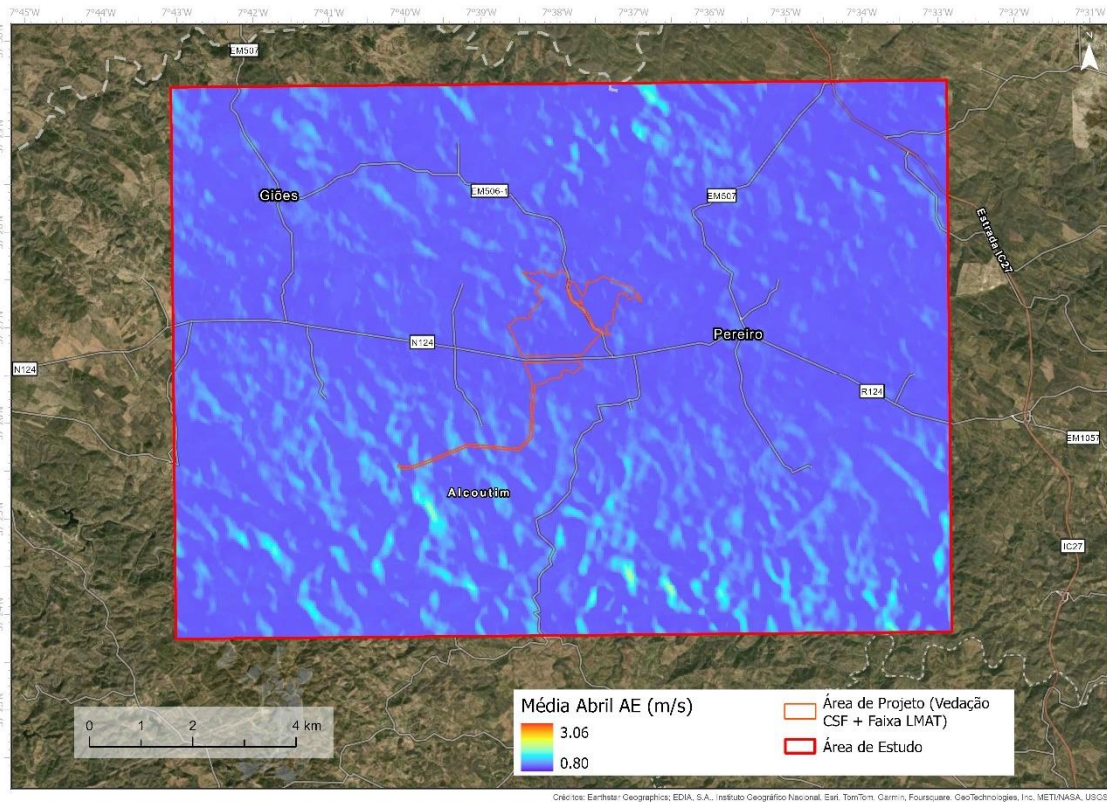 7°45'W 7°44'W 7°43'W 7°42'W 7°41'W 7°40'W 7°39'W 7°38'W 7°37'W 7°36'W 7°35'W 7°34'W 7°33'W 7°32'W 7°31'W
EM507
N
Giões
EM506-1
EM507
Estrada IC27
N124
Pereiro
N124
R124
EM1057
Alcoutim
IC27
Média Abril AE (m/s)
3.06
0.80
Área de Projeto (Vedação
CSF + Faixa LMAT)
Área de Estudo
0 1 2 4 km
Créditos: Earthstar Geographics; EDIA, S.A., Instituto Geográfico Nacional, Esri, TomTom, Garmin, Foursquare, GeoTechnologies, Inc, METI/NASA, USGS